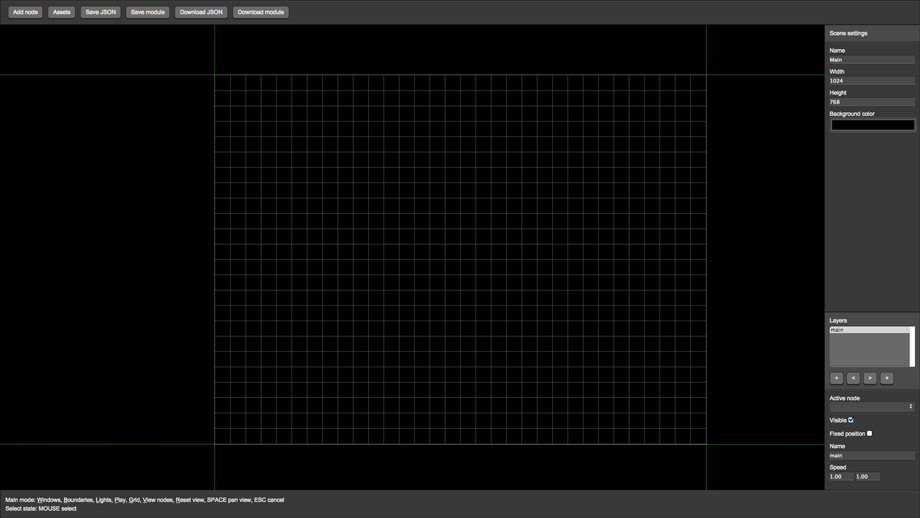 Add node Assets Save JSON Save module Download JSON Download module
Scene settings
Name
Main
Width
1024
Height
768
Background color
Layers
main
+ < > ×
Active node
Visible
Fixed position
Name
main
Speed
1.00 1.00
Main mode: Windows, Boundaries, Lights, Play, Grid, View nodes, Reset view, SPACE pan view, ESC cancel
Select state: MOUSE select